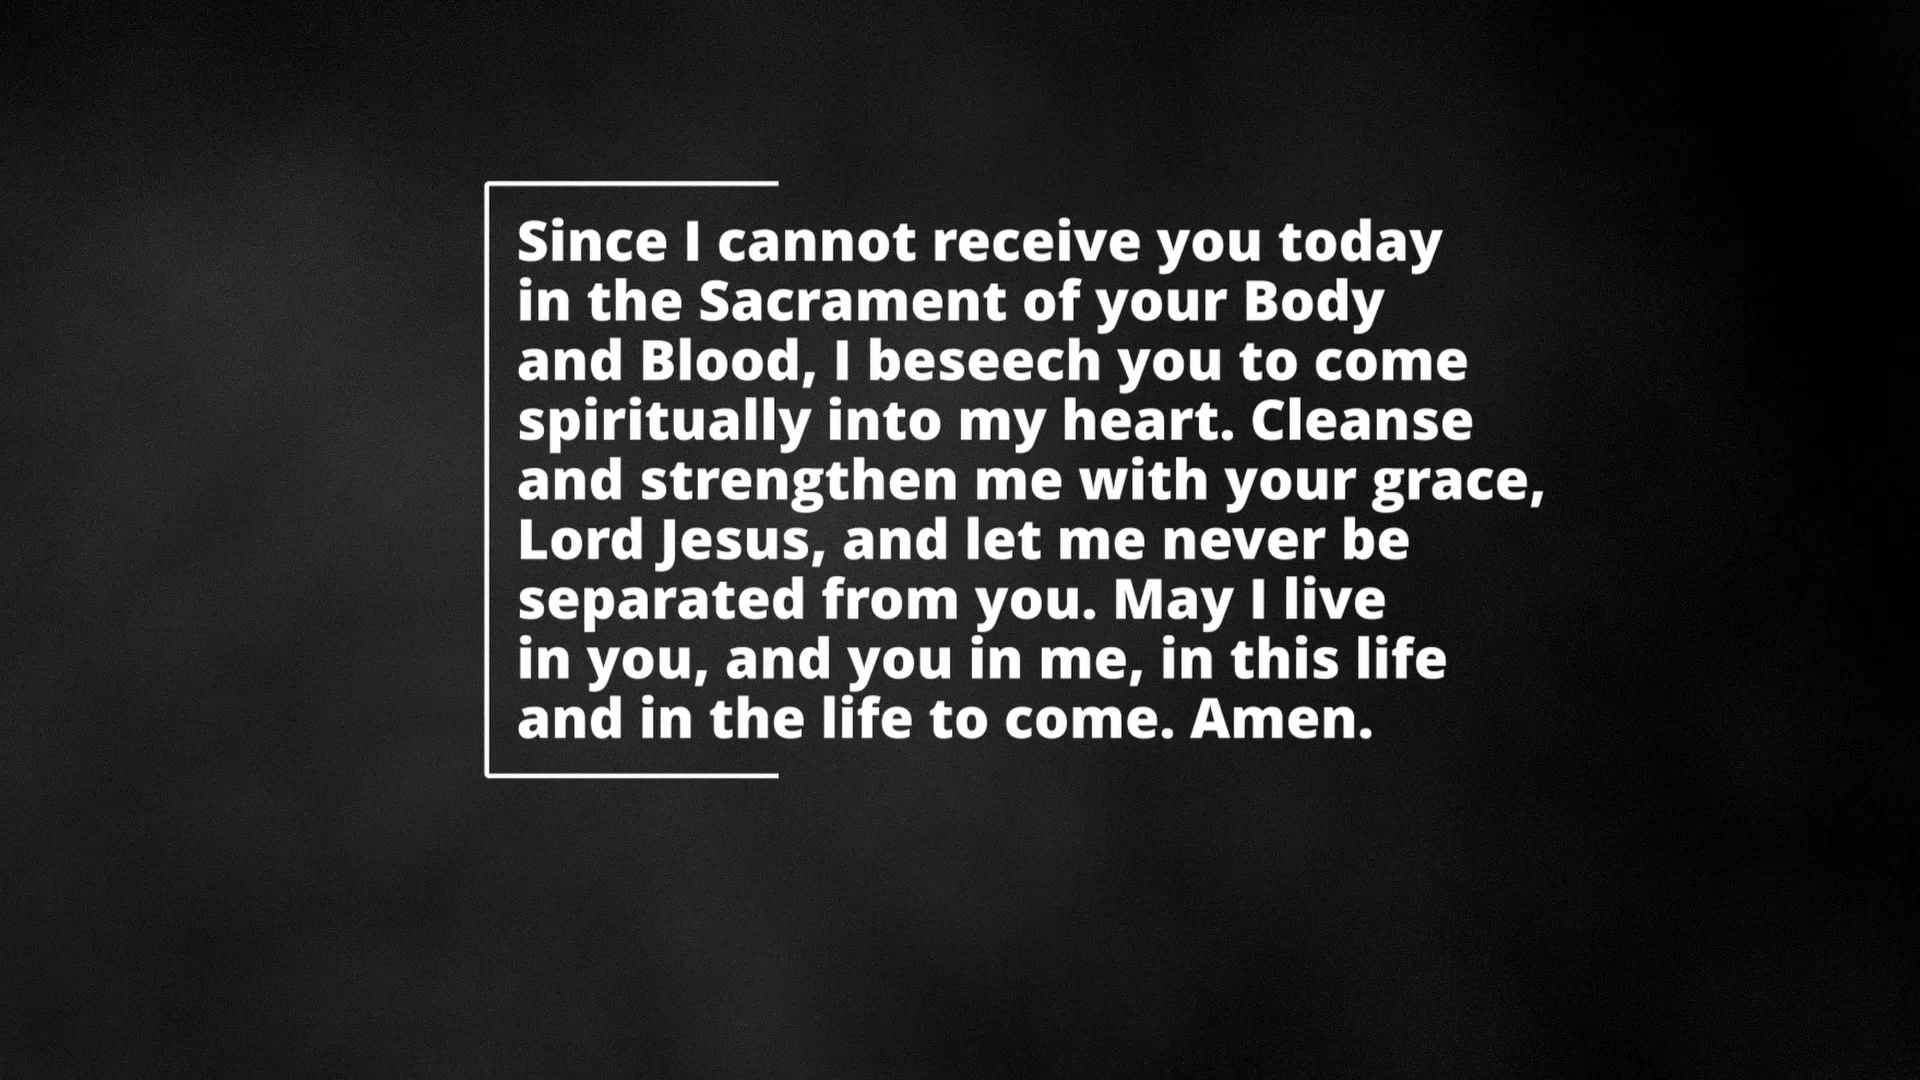 Since I cannot receive you today
in the Sacrament of your Body
and Blood, I beseech you to come
spiritually into my heart. Cleanse
and strengthen me with your grace,
Lord Jesus, and let me never be
separated from you. May I live
in you, and you in me, in this life
and in the life to come. Amen.